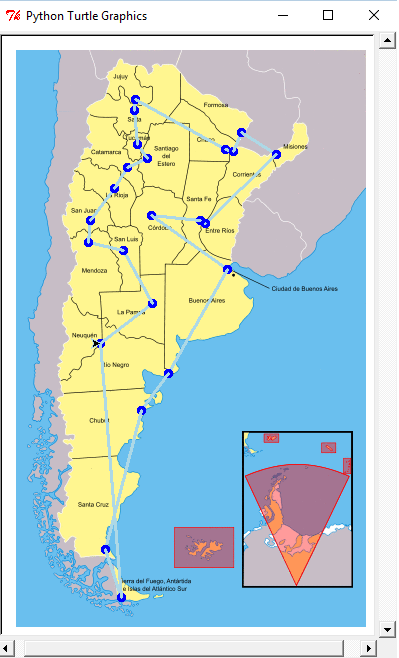 Python Turtle Graphics
Jujuy
Formosa
Salta
Chaco
Tucumán
Misiones
Catamarca
Santiago
del
Estero
Corrientes
La Rioja
Santa Fe
San Juan
Córdoba
Entre Ríos
San Luis
Mendoza
Ciudad de Buenos Aires
Buenos Aires
La Pampa
Neuquén
Río Negro
Chubut
Santa Cruz
erra del Fuego, Antártida
e Islas del Atlántico Sur